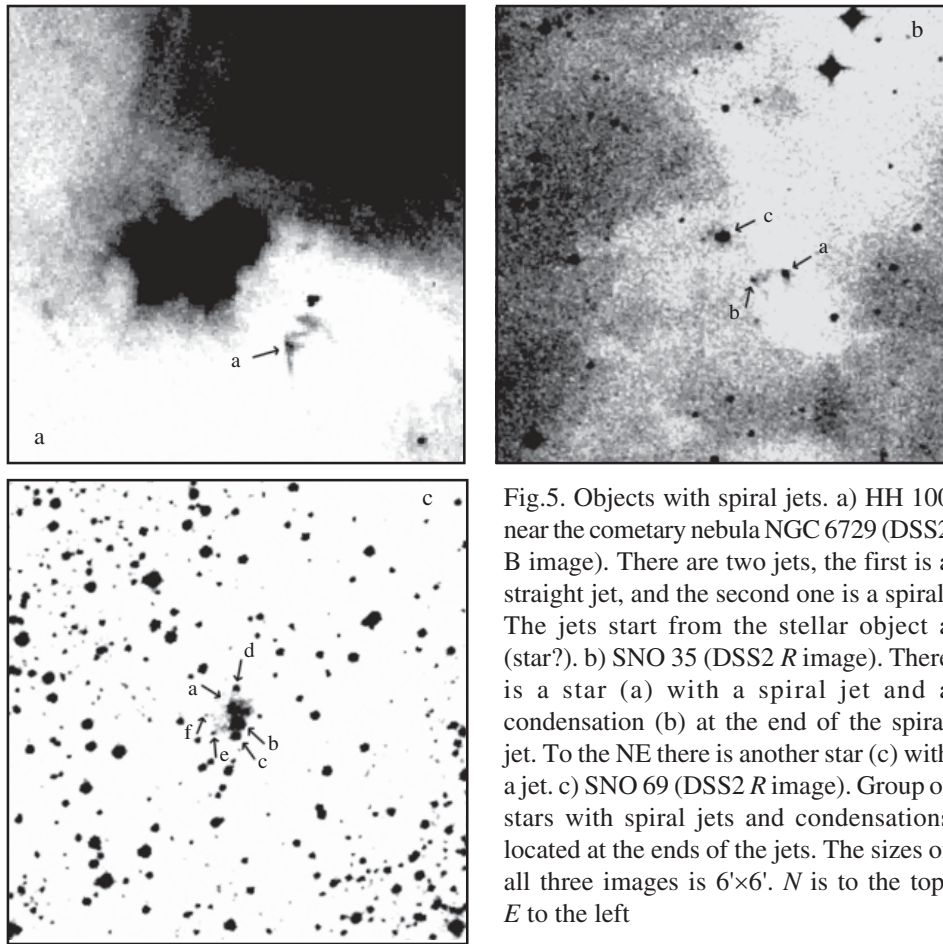 a
a
b
c
a
b
c
d
a
f
e
b
c
Fig.5. Objects with spiral jets. a) HH 100
near the cometary nebula NGC 6729 (DSS2
B image). There are two jets, the first is a
straight jet, and the second one is a spiral
The jets start from the stellar object a
(star?). b) SNO 35 (DSS2 R image). There
is a star (a) with a spiral jet and a
condensation (b) at the end of the spiral
jet. To the NE there is another star (c) with
a jet. c) SNO 69 (DSS2 R image). Group of
stars with spiral jets and condensations
located at the ends of the jets. The sizes of
all three images is 6'×6'. N is to the top
E to the left